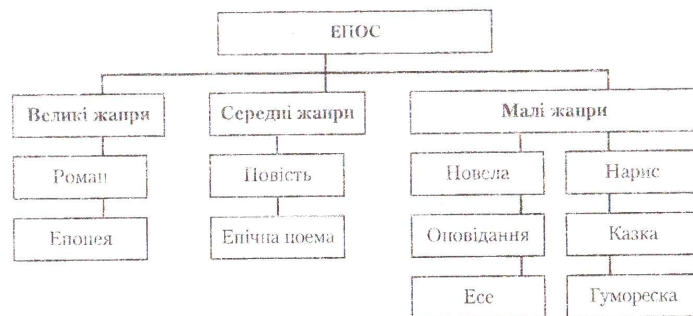 ЕПОС
Великі жанри
Середні жанри
Малі жанри
Роман
Повість
Новела
Нарис
Епопея
Епічна поема
Оповідання
Казка
Есе
Гумореска